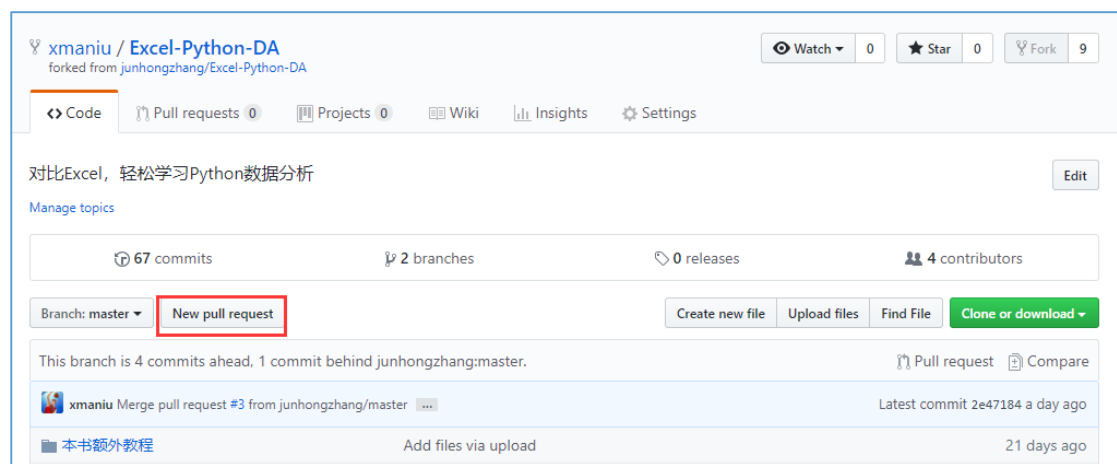 xmaniu / Excel-Python-DA
forked from junhongzhang/Excel-Python-DA
Watch 0 Star 0 Fork 9
Code Pull requests 0 Projects 0 Wiki Insights Settings
对比Excel，轻松学习Python数据分析
Edit
Manage topics
67 commits 2 branches 0 releases 4 contributors
Branch: master New pull request Create new file Upload files Find File Clone or download
This branch is 4 commits ahead, 1 commit behind junhongzhang:master. Pull request Compare
xmaniu Merge pull request #3 from junhongzhang/master ... Latest commit 2e47184 a day ago
本书额外教程 Add files via upload 21 days ago